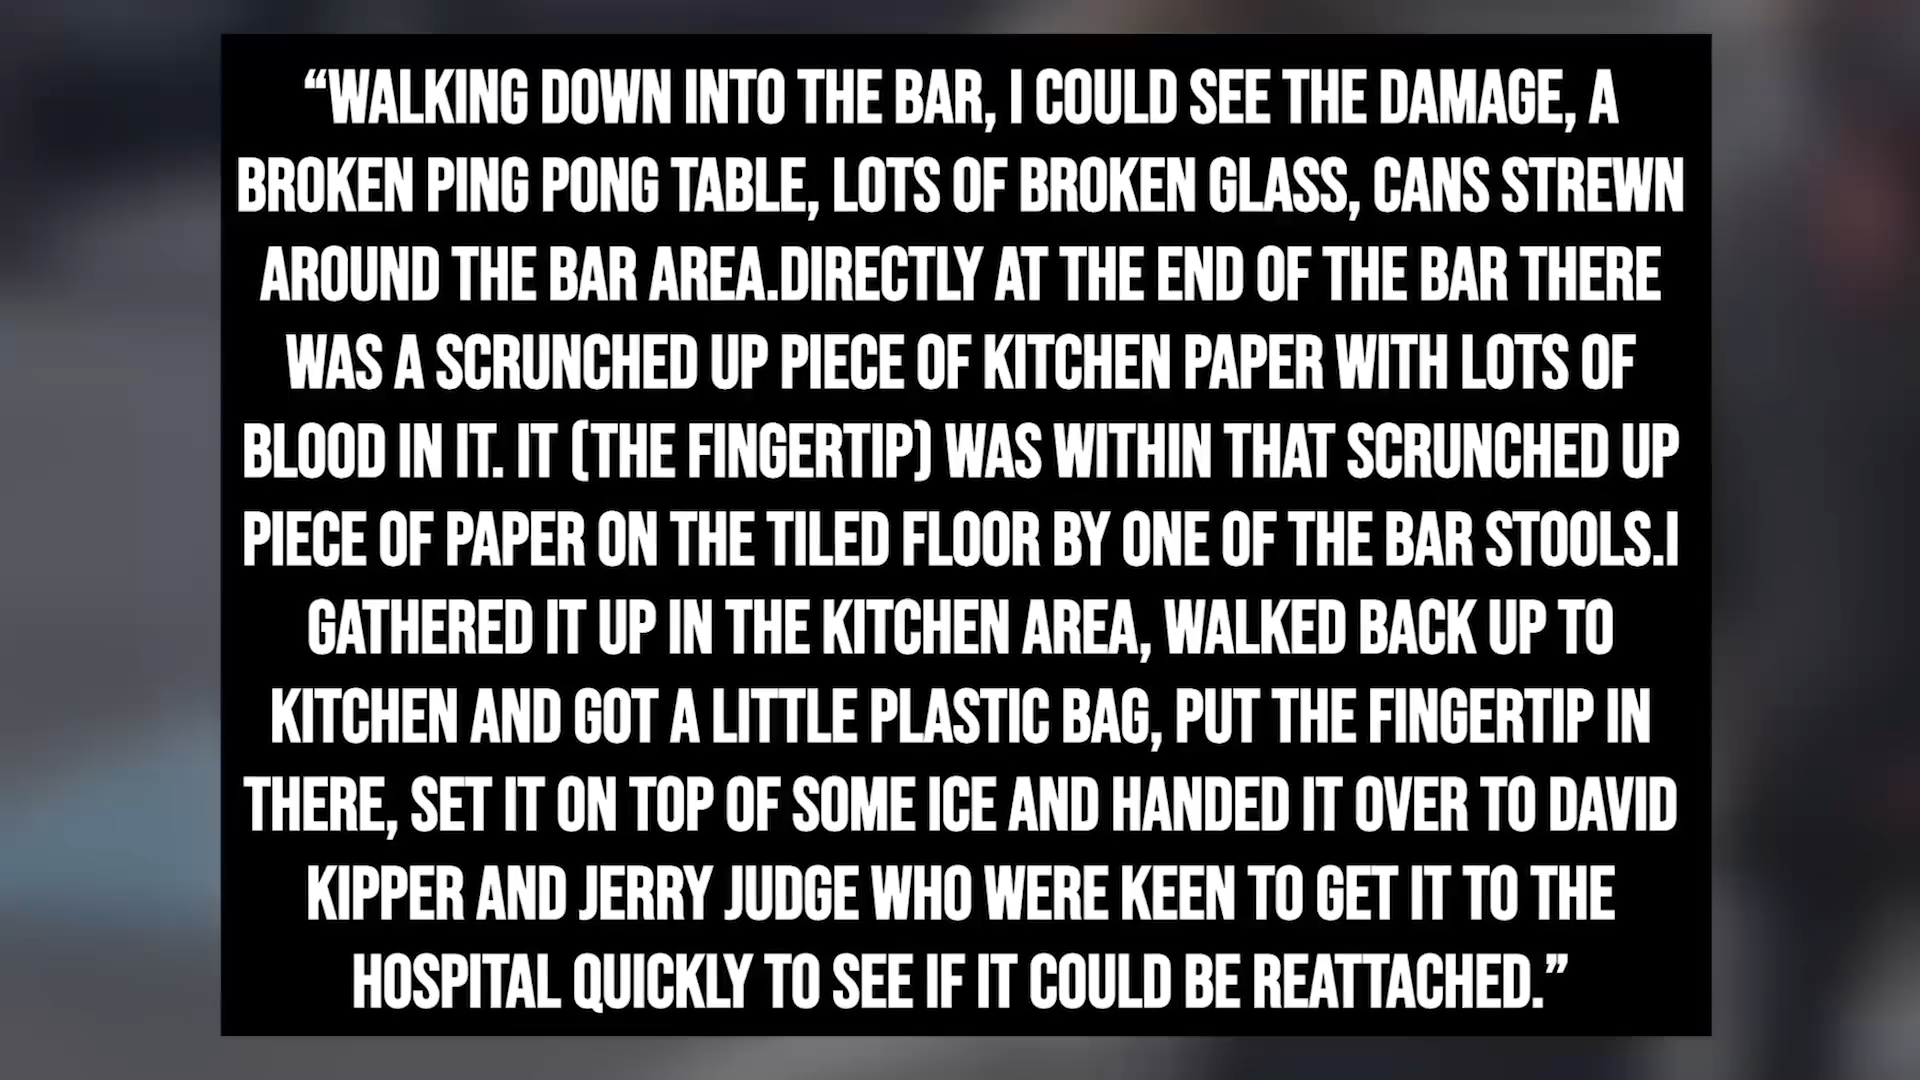 “WALKING DOWN INTO THE BAR, I COULD SEE THE DAMAGE, A
BROKEN PING PONG TABLE, LOTS OF BROKEN GLASS, CANS STREWN
AROUND THE BAR AREA.DIRECTLY AT THE END OF THE BAR THERE
WAS A SCRUNCHED UP PIECE OF KITCHEN PAPER WITH LOTS OF
BLOOD IN IT. IT (THE FINGERTIP) WAS WITHIN THAT SCRUNCHED UP
PIECE OF PAPER ON THE TILED FLOOR BY ONE OF THE BAR STOOLS.I
GATHERED IT UP IN THE KITCHEN AREA, WALKED BACK UP TO
KITCHEN AND GOT A LITTLE PLASTIC BAG, PUT THE FINGERTIP IN
THERE, SET IT ON TOP OF SOME ICE AND HANDED IT OVER TO DAVID
KIPPER AND JERRY JUDGE WHO WERE KEEN TO GET IT TO THE
HOSPITAL QUICKLY TO SEE IF IT COULD BE REATTACHED.”